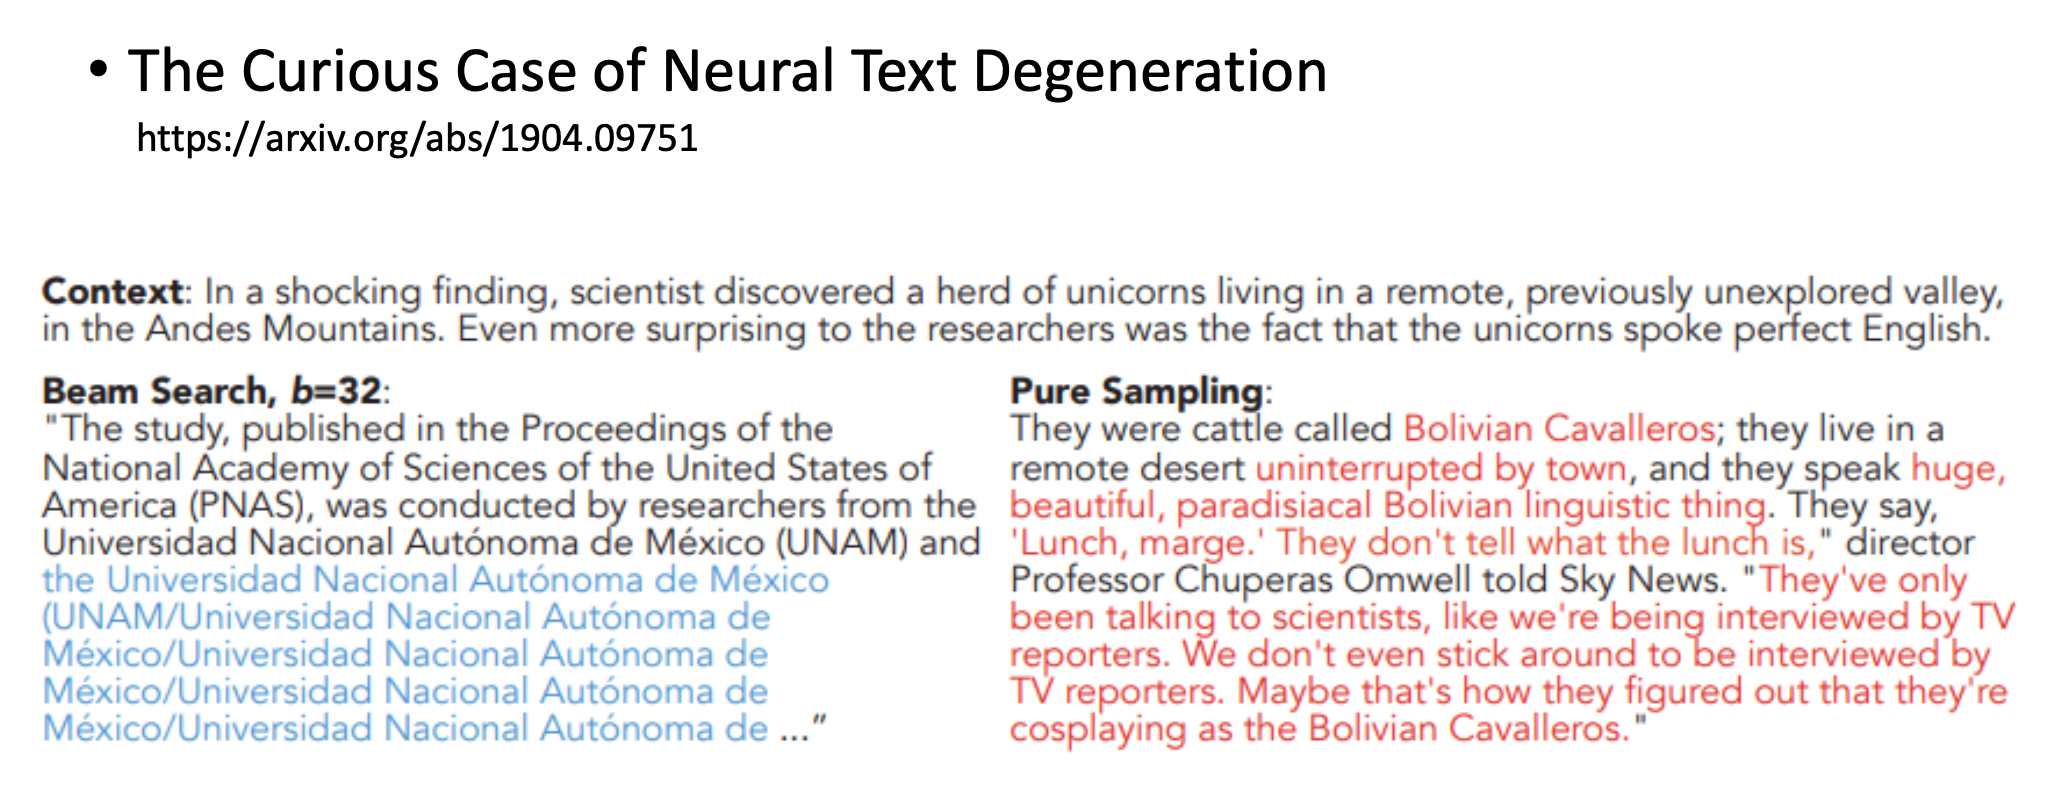 • The Curious Case of Neural Text Degeneration
https://arxiv.org/abs/1904.09751
Context: In a shocking finding, scientist discovered a herd of unicorns living in a remote, previously unexplored valley,
in the Andes Mountains. Even more surprising to the researchers was the fact that the unicorns spoke perfect English.
Beam Search, b=32:
"The study, published in the Proceedings of the
National Academy of Sciences of the United States of
America (PNAS), was conducted by researchers from the
Universidad Nacional Autónoma de México (UNAM) and
the Universidad Nacional Autónoma de México
(UNAM/Universidad Nacional Autónoma de
México/Universidad Nacional Autónoma de
México/Universidad Nacional Autónoma de
México/Universidad Nacional Autónoma de ...”
Pure Sampling:
They were cattle called Bolivian Cavalleros; they live in a
remote desert uninterrupted by town, and they speak huge,
beautiful, paradisiacal Bolivian linguistic thing. They say,
'Lunch, marge.' They don't tell what the lunch is," director
Professor Chuperas Omwell told Sky News. "They've only
been talking to scientists, like we're being interviewed by TV
reporters. We don't even stick around to be interviewed by
TV reporters. Maybe that's how they figured out that they're
cosplaying as the Bolivian Cavalleros."